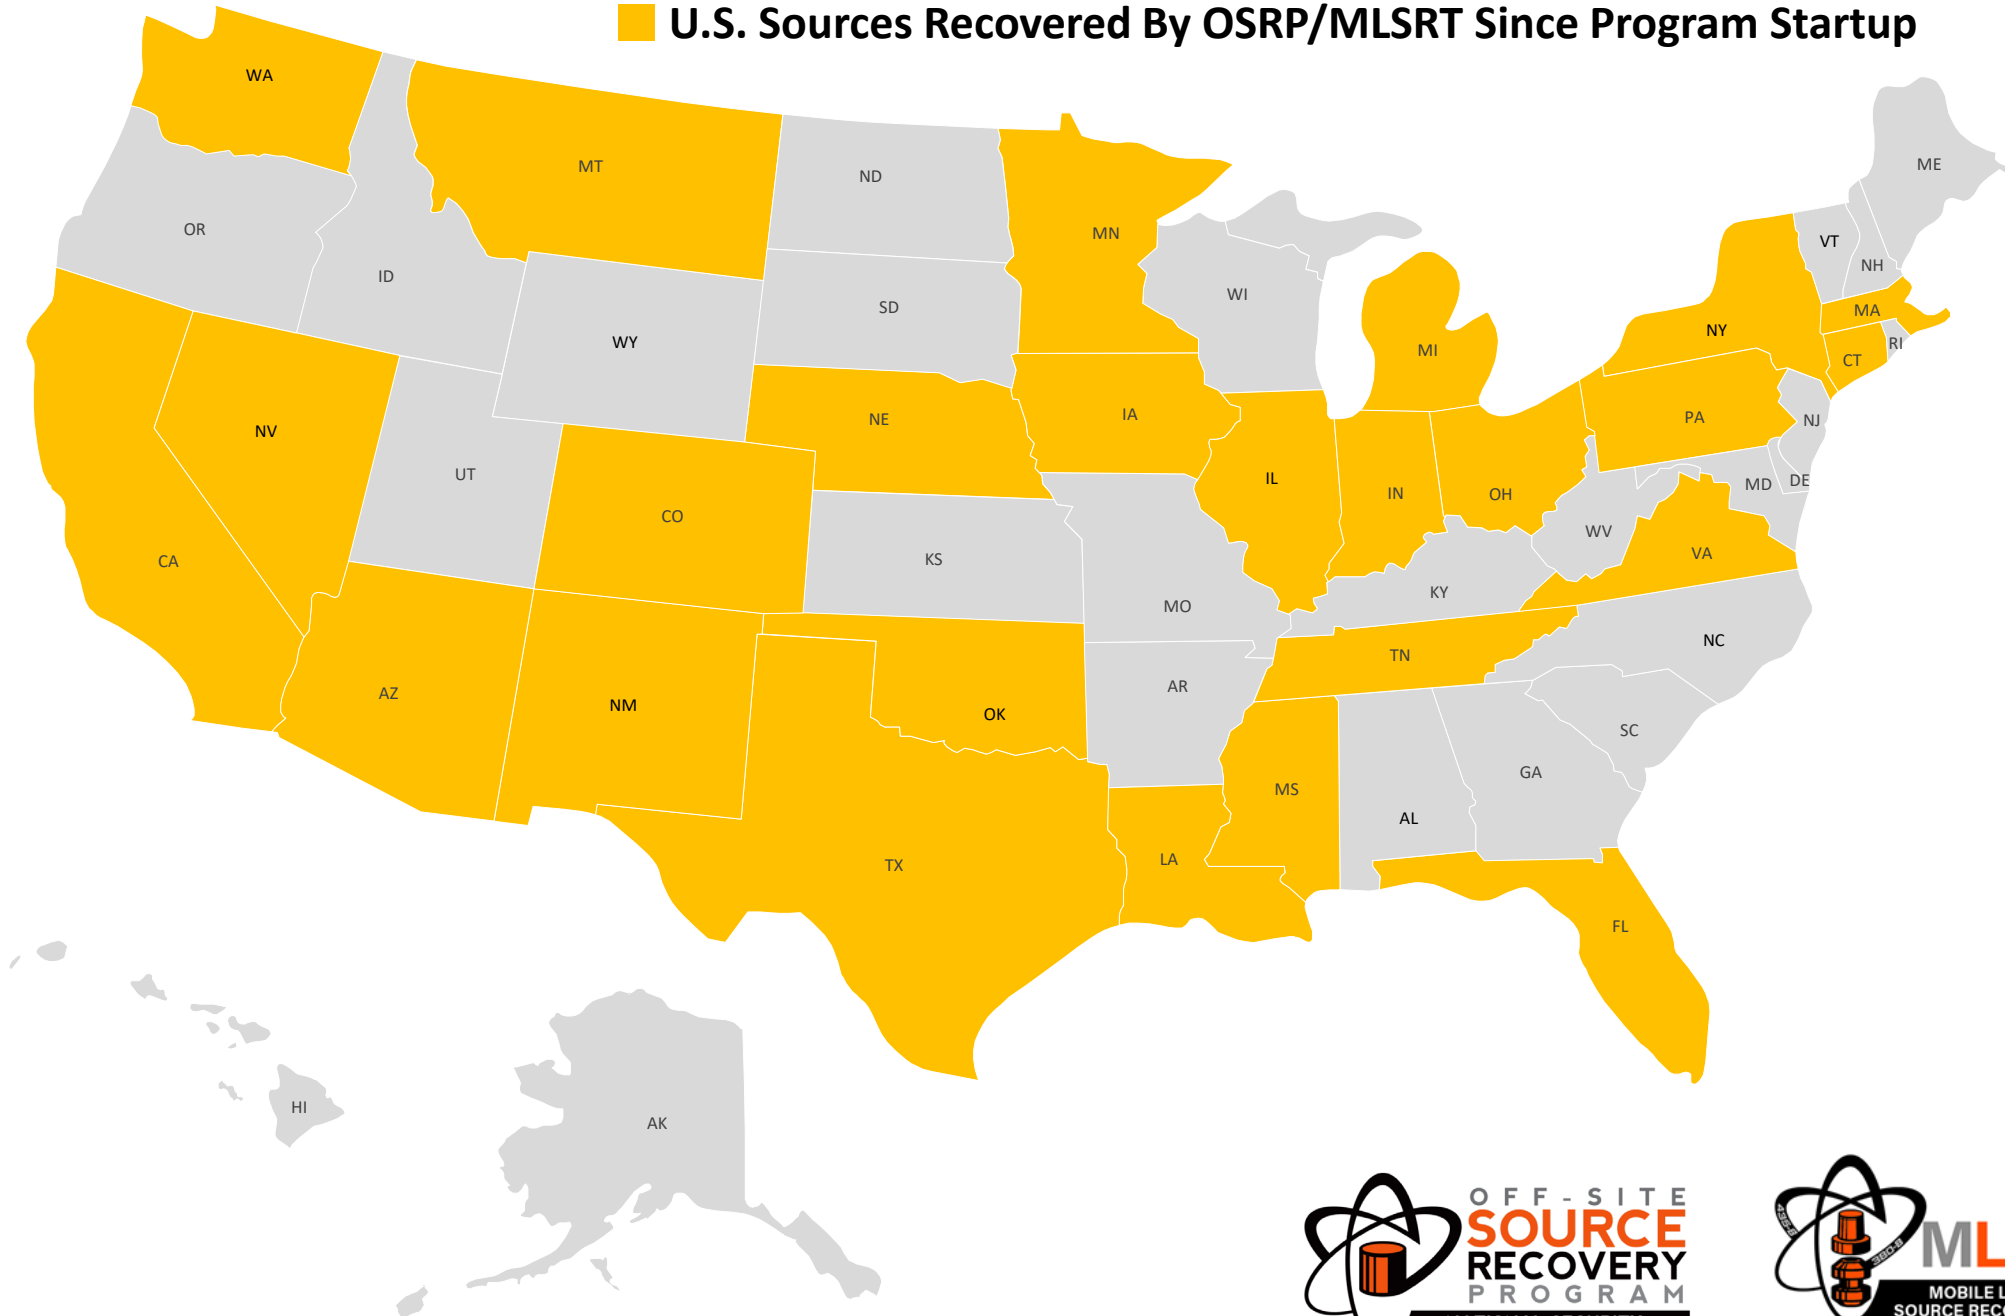 U.S. Sources Recovered By OSRP/MLSRT Since Program Startup
WA
MT
ND
MN
ME
OR
ID
SD
WI
MI
VT
NH
MA
NY
CT
RI
WY
NE
IA
PA
NJ
NV
UT
CO
IL
IN
OH
MD
DE
WV
VA
CA
KS
MO
KY
NC
AZ
NM
OK
AR
TN
SC
MS
AL
GA
TX
LA
FL
HI
AK
OFF-SITE
SOURCE
RECOVERY
PROGRAM
435-B
380-B
ML
MOBILE L
SOURCE REC